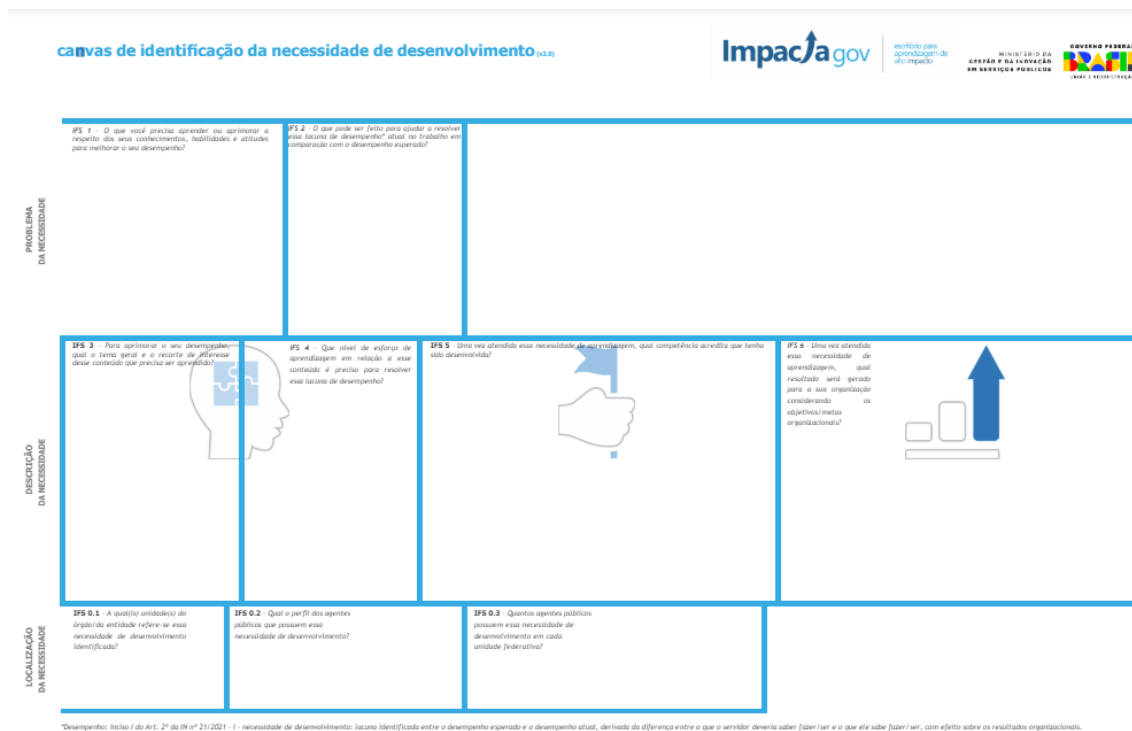 canvas de identificação da necessidade de desenvolvimento (v3.0)
Impactagov
escritório para
aprendizagem de
alto impacto
MINISTÉRIO DA
GESTÃO E DA INOVAÇÃO
EM SERVIÇOS PÚBLICOS
GOVERNO FEDERAL
BRASIL
UNIÃO E RECONSTRUÇÃO
PROBLEMA
DA NECESSIDADE
IFS 1 - O que você precisa aprender ou aprimorar a
respeito dos seus conhecimentos, habilidades e atitudes
para melhorar o seu desempenho?
IFS 2 - O que pode ser feito para ajudar a resolver
essa lacuna de desempenho* atual no trabalho em
comparação com o desempenho esperado?
DESCRIÇÃO
DA NECESSIDADE
IFS 3 - Para aprimorar o seu desempenho,
qual o tema geral e o recorte de interesse
desse conteúdo que precisa ser aprendido?
IFS 4 - Que nível de esforço de
aprendizagem em relação a esse
conteúdo é preciso para resolver
essa lacuna de desempenho?
IFS 5 - Uma vez atendida essa necessidade de aprendizagem, qual competência acredita que tenha
sido desenvolvida?
IFS 6 - Uma vez atendida
essa necessidade de
aprendizagem, qual
resultado será gerado
para a sua organização
considerando os
objetivos/metas
organizacionais?
LOCALIZAÇÃO
DA NECESSIDADE
IFS 0.1 - A qual(is) unidade(s) do
órgão/da entidade refere-se essa
necessidade de desenvolvimento
identificada?
IFS 0.2 - Qual o perfil dos agentes
públicos que possuem essa
necessidade de desenvolvimento?
IFS 0.3 - Quantos agentes públicos
possuem essa necessidade de
desenvolvimento em cada
unidade federativa?
*Desempenho: inciso I do Art. 2º da IN nº 21/2021 - I - necessidade de desenvolvimento: lacuna identificada entre o desempenho esperado e o desempenho atual, derivada da diferença entre o que o servidor deveria saber fazer/ser e o que ele sabe fazer/ser, com efeito sobre os resultados organizacionais.